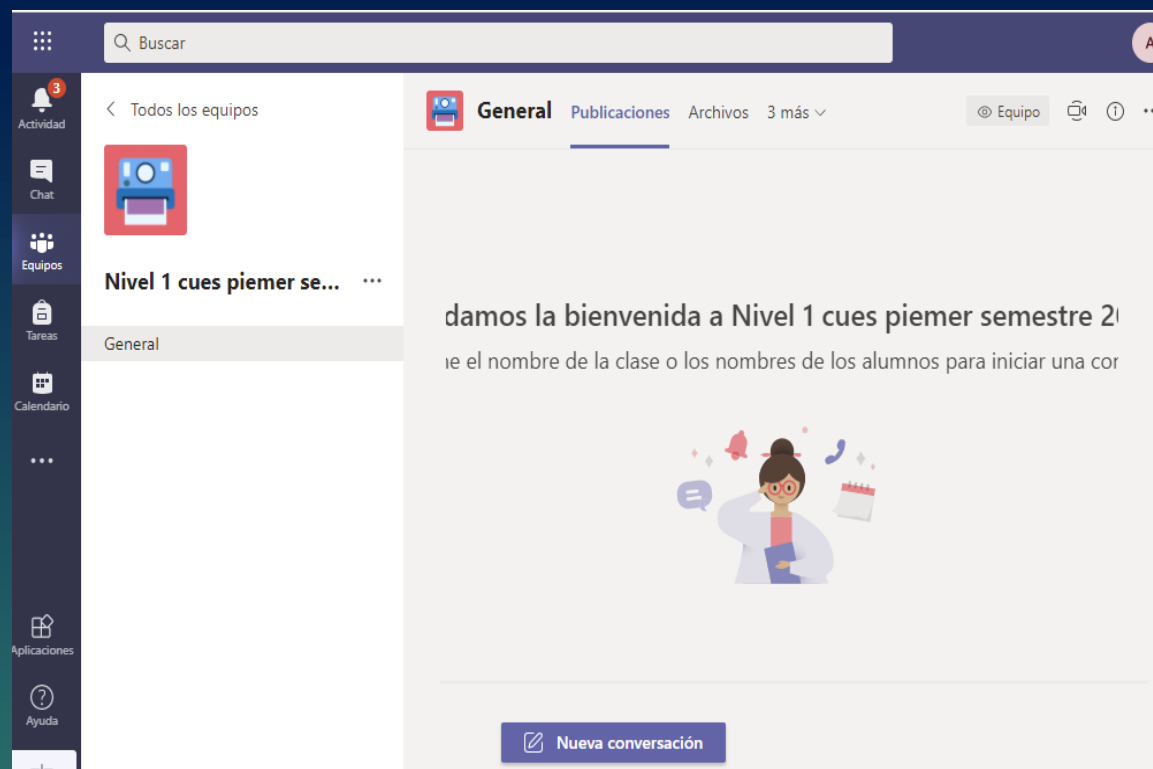 Buscar
A
3
Actividad
Chat
Equipos
Tareas
Calendario
Aplicaciones
Ayuda
Todos los equipos
Nivel 1 cues piemer se...
General
General Publicaciones Archivos 3 más
Equipo
damos la bienvenida a Nivel 1 cues piemer semestre 2
el nombre de la clase o los nombres de los alumnos para iniciar una
Nueva conversación